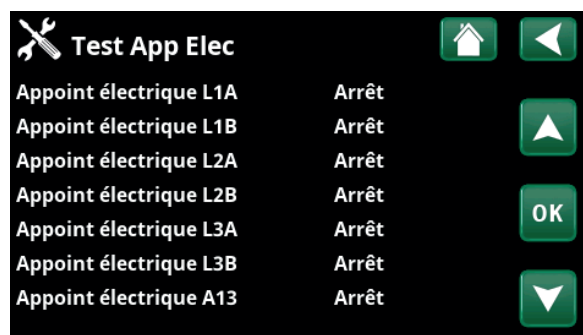 Test App Elec
Appoint électrique L1A Arrêt
Appoint électrique L1B Arrêt
Appoint électrique L2A Arrêt
Appoint électrique L2B Arrêt
OK
Appoint électrique L3A Arrêt
Appoint électrique L3B Arrêt
Appoint électrique A13 Arrêt